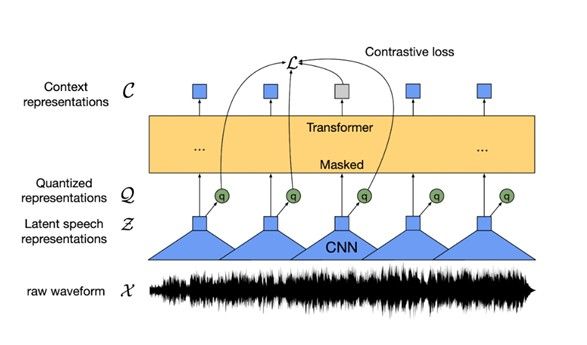 Contrastive loss
ℒ
Context
representations 𝒞
Transformer
... ...
Masked
Quantized
representations 𝒬
q q q q q
Latent speech
representations 𝒵
CNN
raw waveform 𝒳